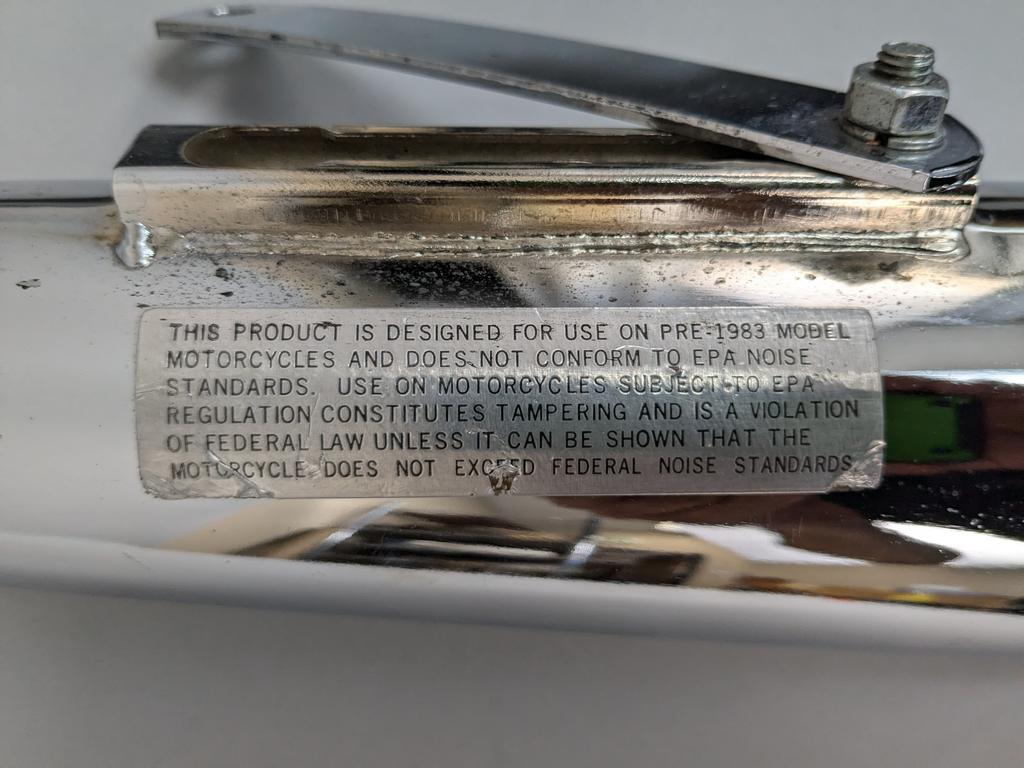 THIS PRODUCT IS DESIGNED FOR USE ON PRE-1983 MODEL
MOTORCYCLES AND DOES NOT CONFORM TO EPA NOISE
STANDARDS. USE ON MOTORCYCLES SUBJECT TO EPA
REGULATION CONSTITUTES TAMPERING AND IS A VIOLATION
OF FEDERAL LAW UNLESS IT CAN BE SHOWN THAT THE
MOTORCYCLE DOES NOT EXCEED FEDERAL NOISE STANDARDS